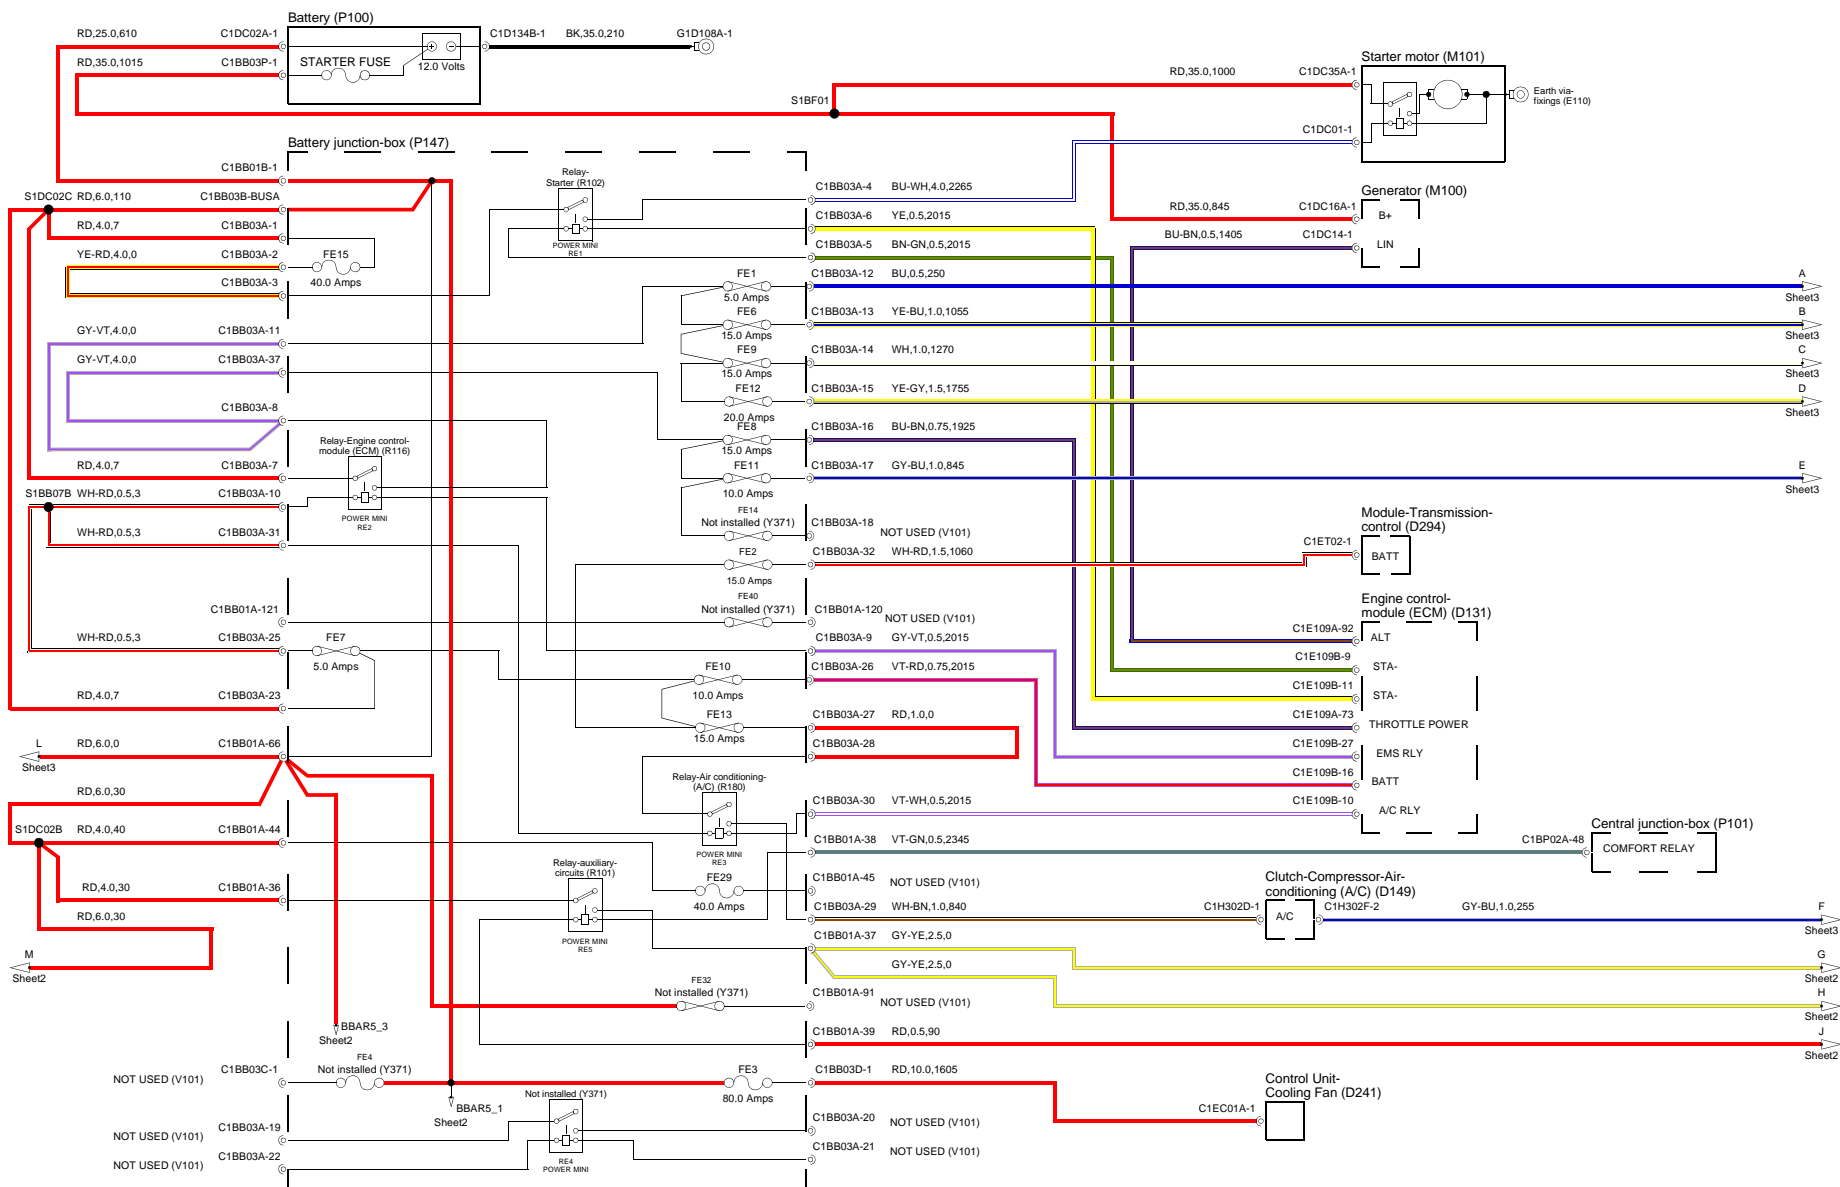 Battery (P100)
RD,25.0,610
C1DC02A-1
C1D134B-1
BK,35.0,210
G1D108A-1
RD,35.0,1015
C1BB03P-1
STARTER FUSE
12.0 Volts
Starter motor (M101)
RD,35.0,1000
C1DC35A-1
S1BF01
Earth via-
fixings (E110)
C1DC01-1
Battery junction-box (P147)
C1BB01B-1
Relay-
Starter (R102)
POWER MINI
RE1
S1DC02C
RD,6.0,110
C1BB03B-BUSA
C1BB03A-4
BU-WH,4.0,2265
Generator (M100)
RD,35.0,845
C1DC16A-1
B+
RD,4.0,7
C1BB03A-1
C1BB03A-6
YE,0.5,2015
BU-BN,0.5,1405
C1DC14-1
LIN
YE-RD,4.0,0
C1BB03A-2
FE15
40.0 Amps
C1BB03A-5
BN-GN,0.5,2015
C1BB03A-3
FE1
5.0 Amps
C1BB03A-12
BU,0.5,250
A
Sheet3
GY-VT,4.0,0
C1BB03A-11
FE6
15.0 Amps
C1BB03A-13
YE-BU,1.0,1055
B
Sheet3
GY-VT,4.0,0
C1BB03A-37
FE9
15.0 Amps
C1BB03A-14
WH,1.0,1270
C
Sheet3
C1BB03A-8
FE12
20.0 Amps
C1BB03A-15
YE-GY,1.5,1755
D
Sheet3
Relay-Engine control-
module (ECM) (R116)
POWER MINI
RE2
FE8
15.0 Amps
C1BB03A-16
BU-BN,0.75,1925
RD,4.0,7
C1BB03A-7
FE11
10.0 Amps
C1BB03A-17
GY-BU,1.0,845
E
Sheet3
S1BB07B
WH-RD,0.5,3
C1BB03A-10
FE14
Not installed (Y371)
C1BB03A-18
NOT USED (V101)
Module-Transmission-
control (D294)
WH-RD,0.5,3
C1BB03A-31
FE2
15.0 Amps
C1BB03A-32
WH-RD,1.5,1060
C1ET02-1
BATT
C1BB01A-121
FE40
Not installed (Y371)
C1BB01A-120
NOT USED (V101)
Engine control-
module (ECM) (D131)
WH-RD,0.5,3
C1BB03A-25
FE7
5.0 Amps
C1BB03A-9
GY-VT,0.5,2015
C1E109A-92
ALT
C1E109B-9
STA-
FE10
10.0 Amps
C1BB03A-26
VT-RD,0.75,2015
C1E109B-11
STA-
RD,4.0,7
C1BB03A-23
FE13
15.0 Amps
C1BB03A-27
RD,1.0,0
C1E109A-73
THROTTLE POWER
L
Sheet3
RD,6.0,0
C1BB01A-66
C1BB03A-28
C1E109B-27
EMS RLY
Relay-Air conditioning-
(A/C) (R180)
POWER MINI
RE3
C1E109B-16
BATT
RD,6.0,30
C1BB03A-30
VT-WH,0.5,2015
C1E109B-10
A/C RLY
S1DC02B
RD,4.0,40
C1BB01A-44
C1BB01A-38
VT-GN,0.5,2345
Central junction-box (P101)
C1BP02A-48
COMFORT RELAY
Relay-auxiliary-
circuits (R101)
POWER MINI
RE5
RD,4.0,30
C1BB01A-36
FE29
40.0 Amps
C1BB01A-45
NOT USED (V101)
Clutch-Compressor-Air-
conditioning (A/C) (D149)
RD,6.0,30
C1BB03A-29
WH-BN,1.0,840
C1H302D-1
A/C
C1H302F-2
GY-BU,1.0,255
F
Sheet3
M
Sheet2
C1BB01A-37
GY-YE,2.5,0
G
Sheet2
GY-YE,2.5,0
H
Sheet2
FE32
Not installed (Y371)
C1BB01A-91
NOT USED (V101)
BBAR5_3
Sheet2
C1BB01A-39
RD,0.5,90
J
Sheet2
NOT USED (V101)
C1BB03C-1
FE4
Not installed (Y371)
FE3
80.0 Amps
C1BB03D-1
RD,10.0,1605
Control Unit-
Cooling Fan (D241)
C1EC01A-1
BBAR5_1
Sheet2
Not installed (Y371)
RE4
POWER MINI
NOT USED (V101)
C1BB03A-19
C1BB03A-20
NOT USED (V101)
NOT USED (V101)
C1BB03A-22
C1BB03A-21
NOT USED (V101)